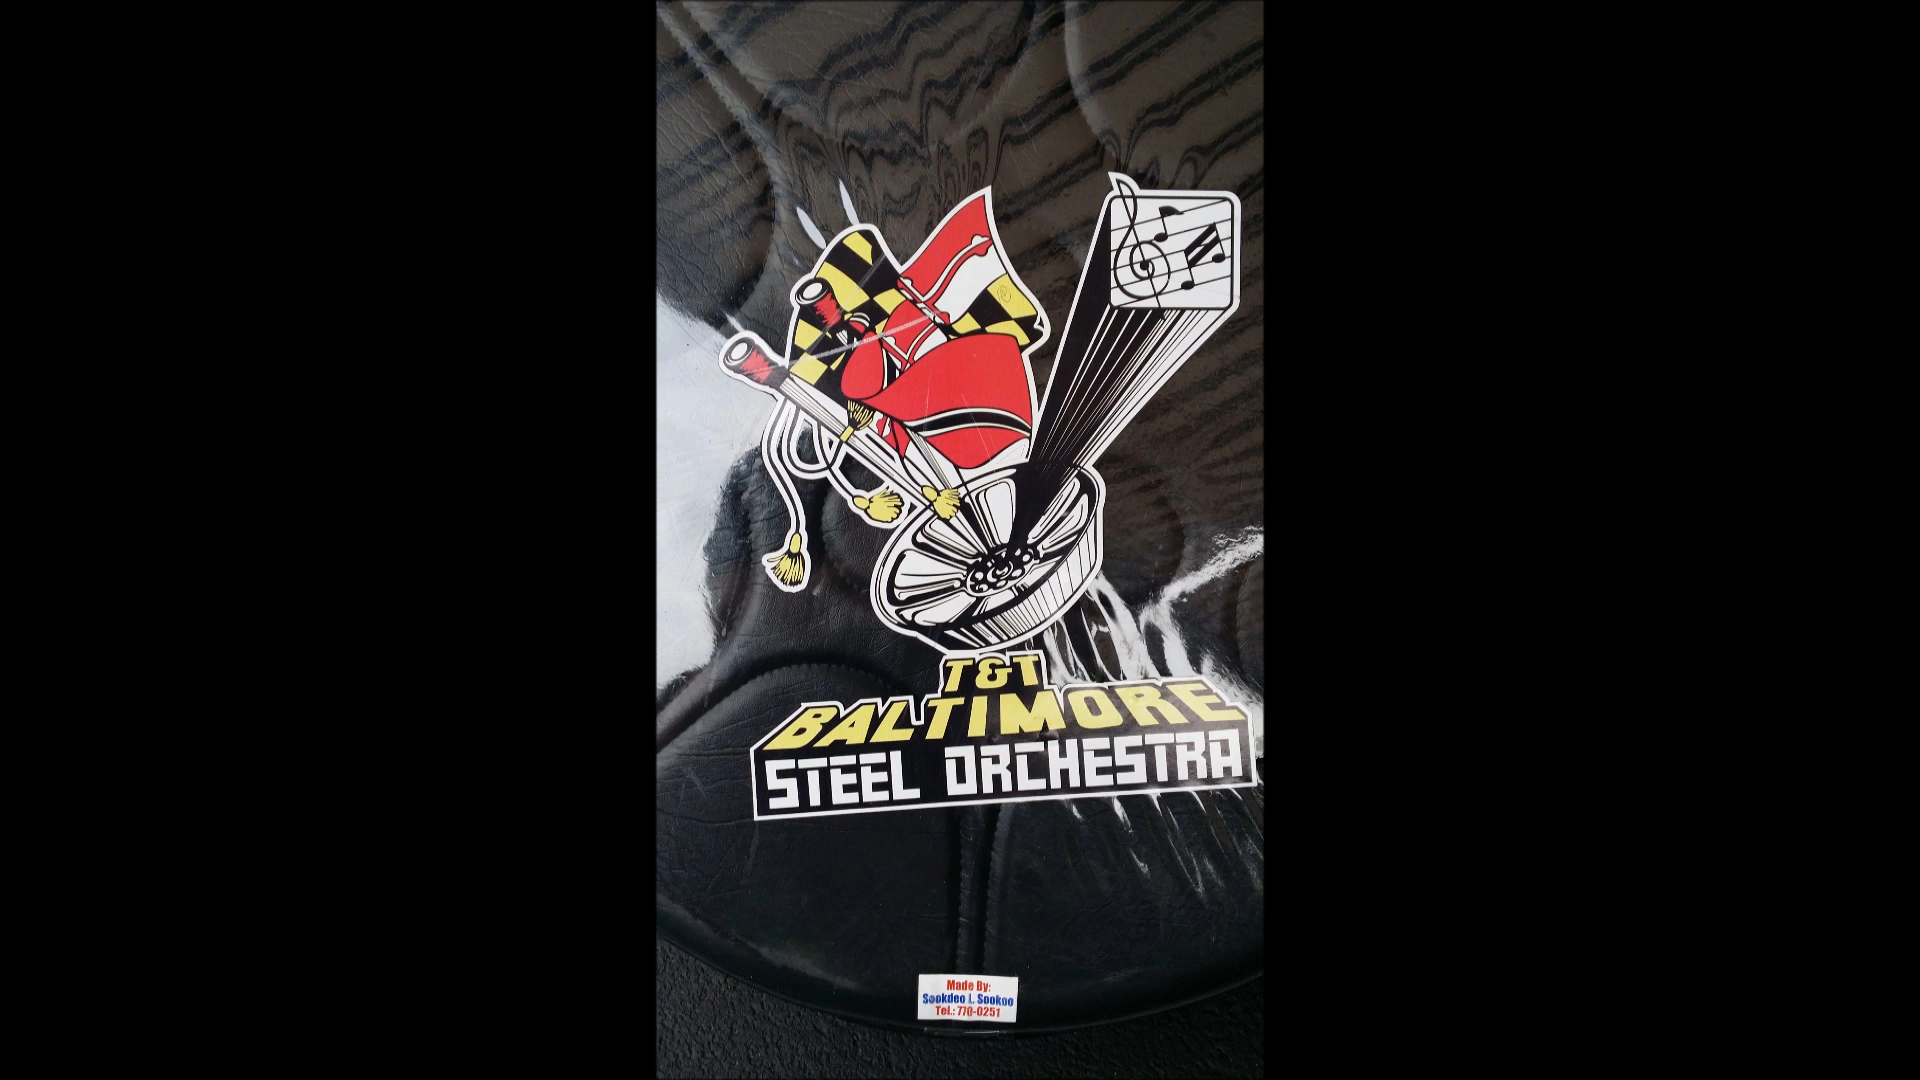 T&T
BALTIMORE
STEEL ORCHESTRA
Made By:
Sookdeo L. Sookoo
Tel.: 770-0251